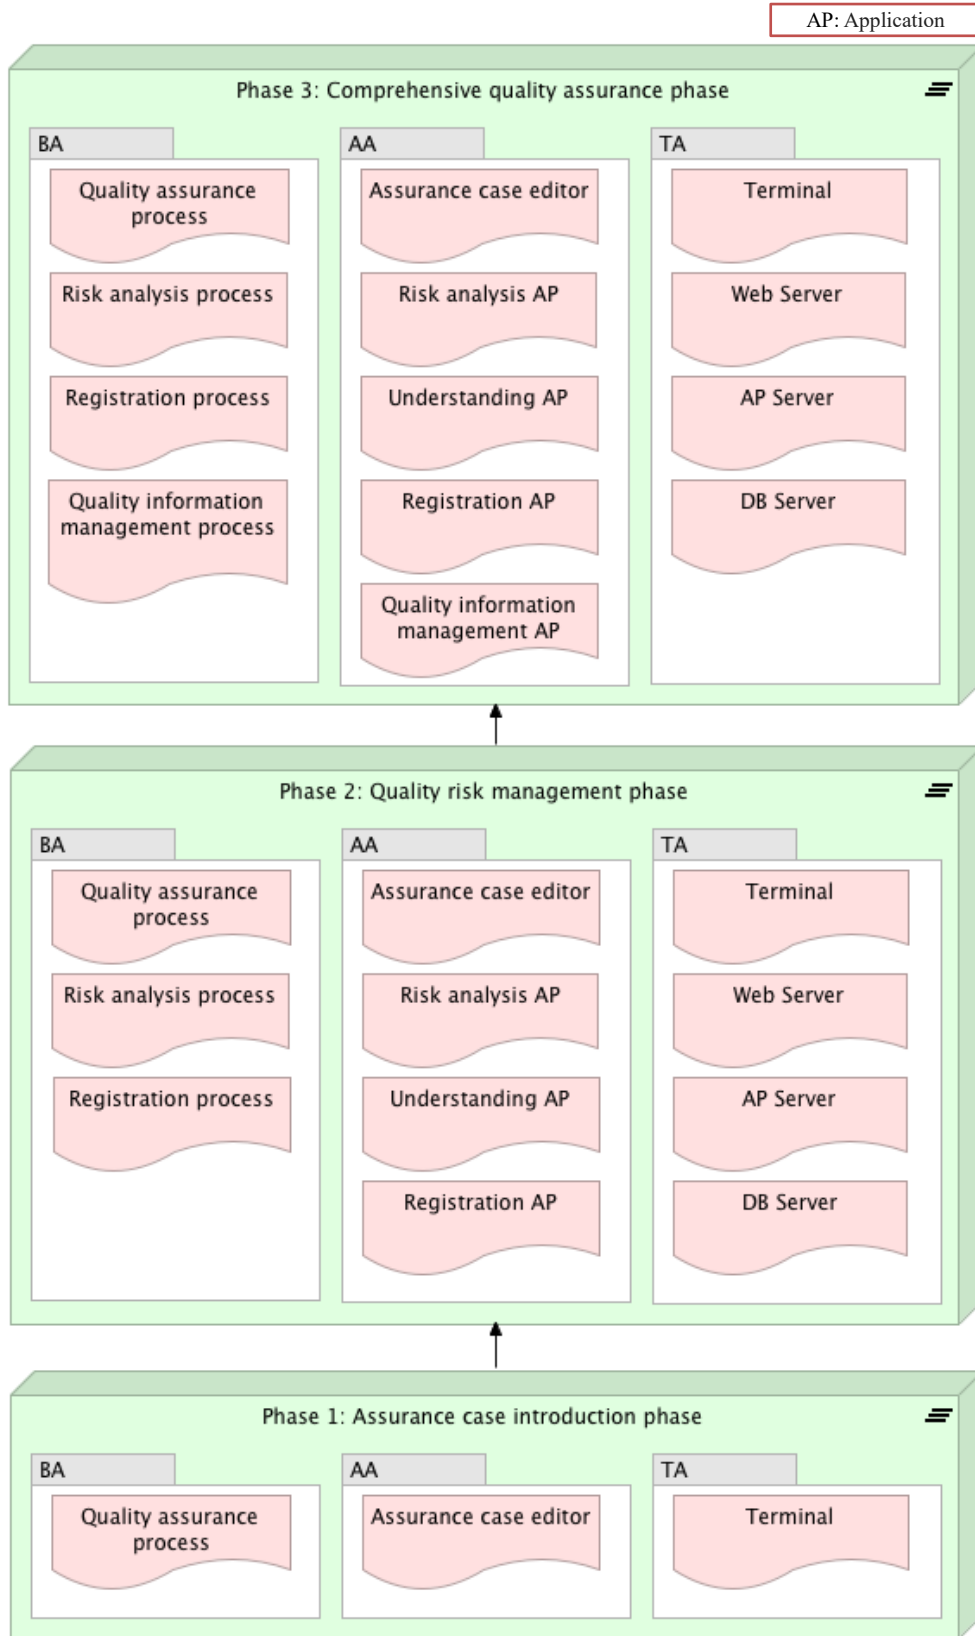 AP: Application
Phase 3: Comprehensive quality assurance phase
BA
Quality assurance
process
Risk analysis process
Registration process
Quality information
management process
AA
Assurance case editor
Risk analysis AP
Understanding AP
Registration AP
Quality information
management AP
TA
Terminal
Web Server
AP Server
DB Server
Phase 2: Quality risk management phase
BA
Quality assurance
process
Risk analysis process
Registration process
AA
Assurance case editor
Risk analysis AP
Understanding AP
Registration AP
TA
Terminal
Web Server
AP Server
DB Server
Phase 1: Assurance case introduction phase
BA
Quality assurance
process
AA
Assurance case editor
TA
Terminal